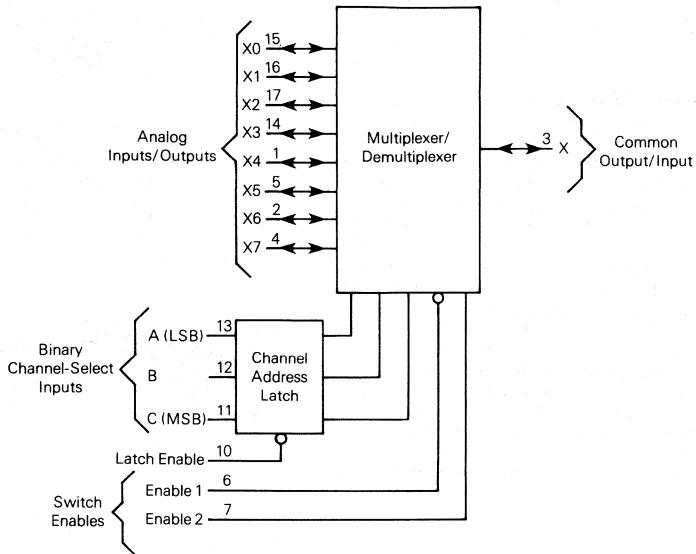 X0 15
X1 16
X2 17
X3 14
X4 1
X5 5
X6 2
X7 4
Analog
Inputs/Outputs
Multiplexer/
Demultiplexer
3 X
Common
Output/Input
Binary
Channel-Select
Inputs
A (LSB) 13
B 12
C (MSB) 11
Channel
Address
Latch
Latch Enable 10
Switch
Enables
Enable 1 6
Enable 2 7